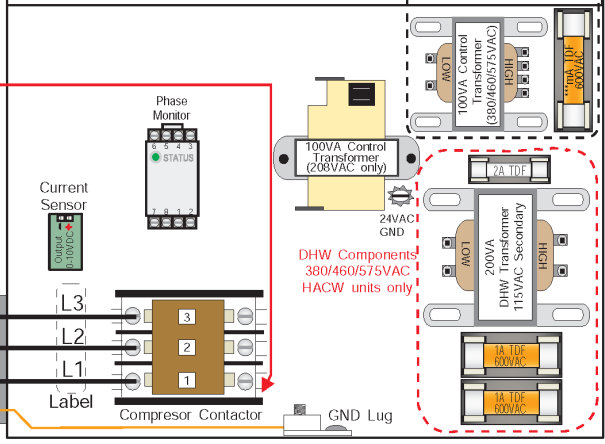 Phase
Monitor
6 5 4 3
STATUS
7 8 1 2
Current
Sensor
Output
0-10VDC
- +
L3
L2
L1
Label
3
2
1
Compresor Contactor
GND Lug
100VA Control
Transformer
(208VAC only)
24VAC
GND
LOW
100VA Control
Transformer
(380/460/575VAC)
HIGH
***mA TDF
600VAC
DHW Components
380/460/575VAC
HACW units only
2A TDF
LOW
200VA
DHW Transformer
115VAC Secondary
HIGH
1A TDF
600VAC
1A TDF
600VAC